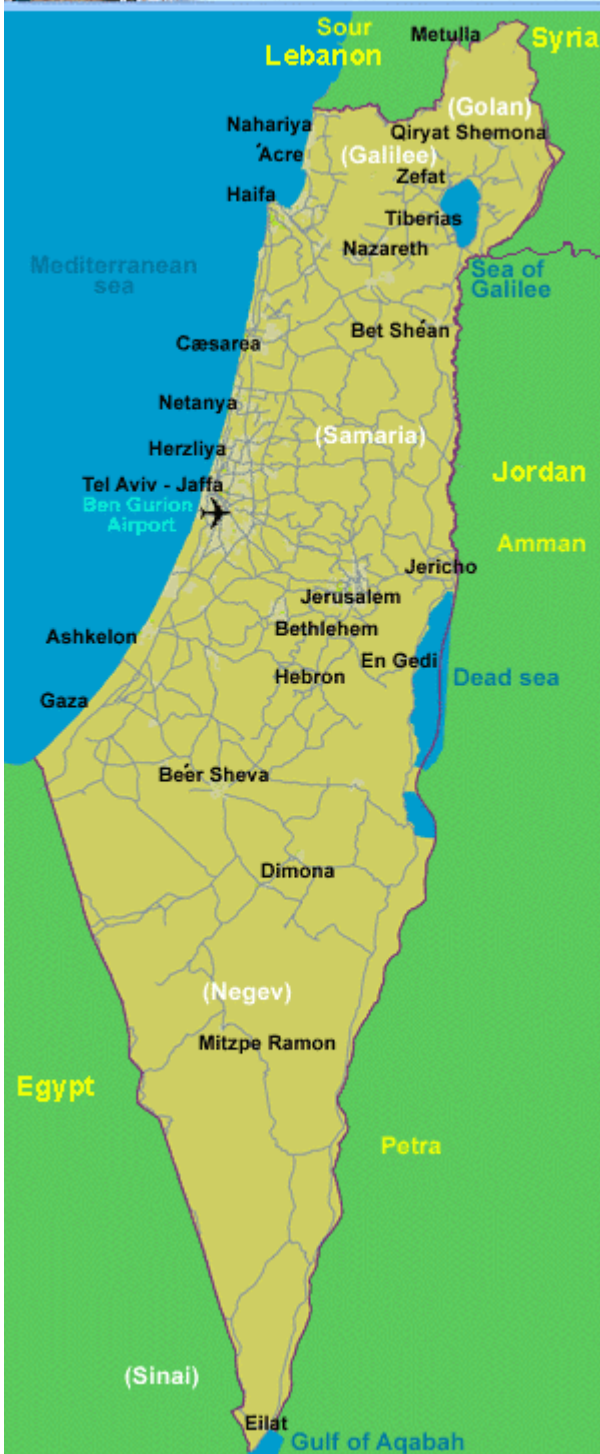 Sour
Metulla
Syria
Lebanon
(Golan)
Nahariya
Qiryat Shemona
´Acre
(Galilee)
Zefat
Haifa
Tiberias
Nazareth
Mediterranean
sea
Sea of
Galilee
Bet Shéan
Cæsarea
Netanya
(Samaria)
Herzliya
Jordan
Tel Aviv - Jaffa
Ben Gurion
Airport
Amman
Jericho
Jerusalem
Bethlehem
Ashkelon
En Gedi
Hebron
Dead sea
Gaza
Beér Sheva
Dimona
(Negev)
Mitzpe Ramon
Egypt
Petra
(Sinai)
Eilat
Gulf of Aqabah